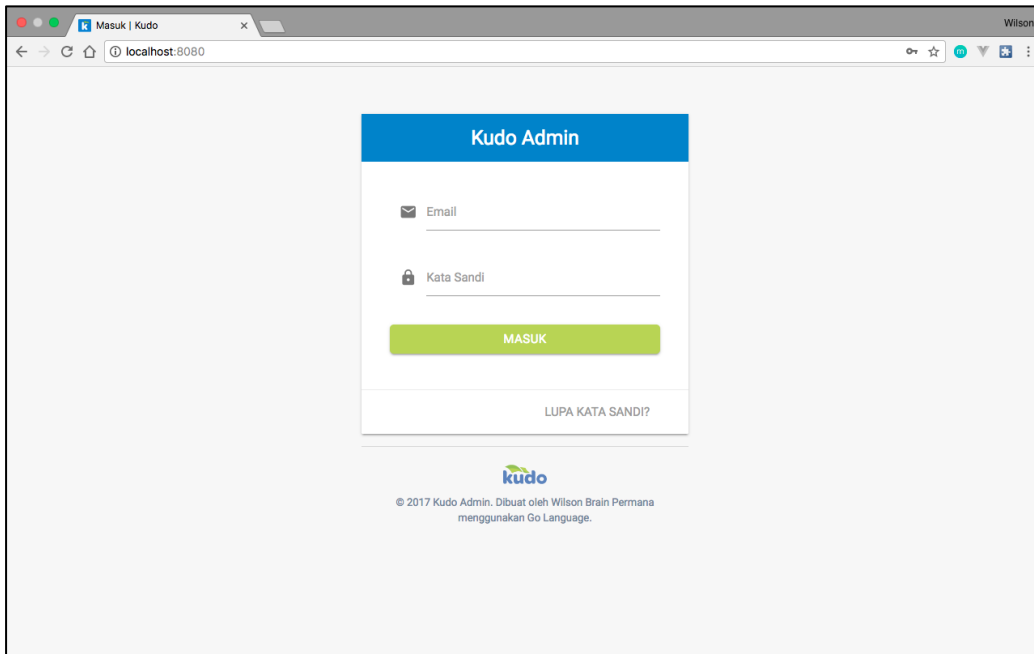 Masuk | Kudo
Wilson
localhost:8080
Kudo Admin
Email
Kata Sandi
MASUK
LUPA KATA SANDI?
kudo
© 2017 Kudo Admin. Dibuat oleh Wilson Brain Permana
menggunakan Go Language.